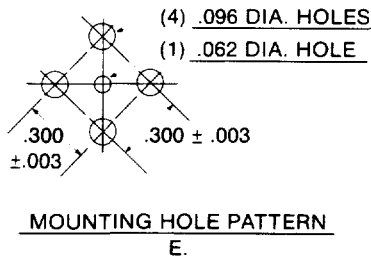 (4) .096 DIA. HOLES
(1) .062 DIA. HOLE
.300
±.003
.300 ± .003
MOUNTING HOLE PATTERN
E.